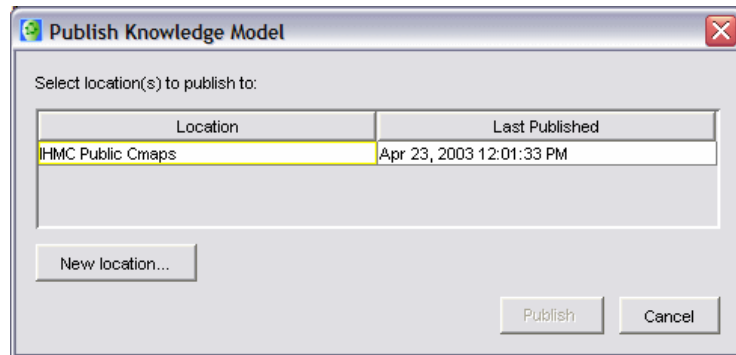 Publish Knowledge Model
Select location(s) to publish to:
Location Last Published
IHMC Public Cmaps Apr 23, 2003 12:01:33 PM
New location...
Publish Cancel